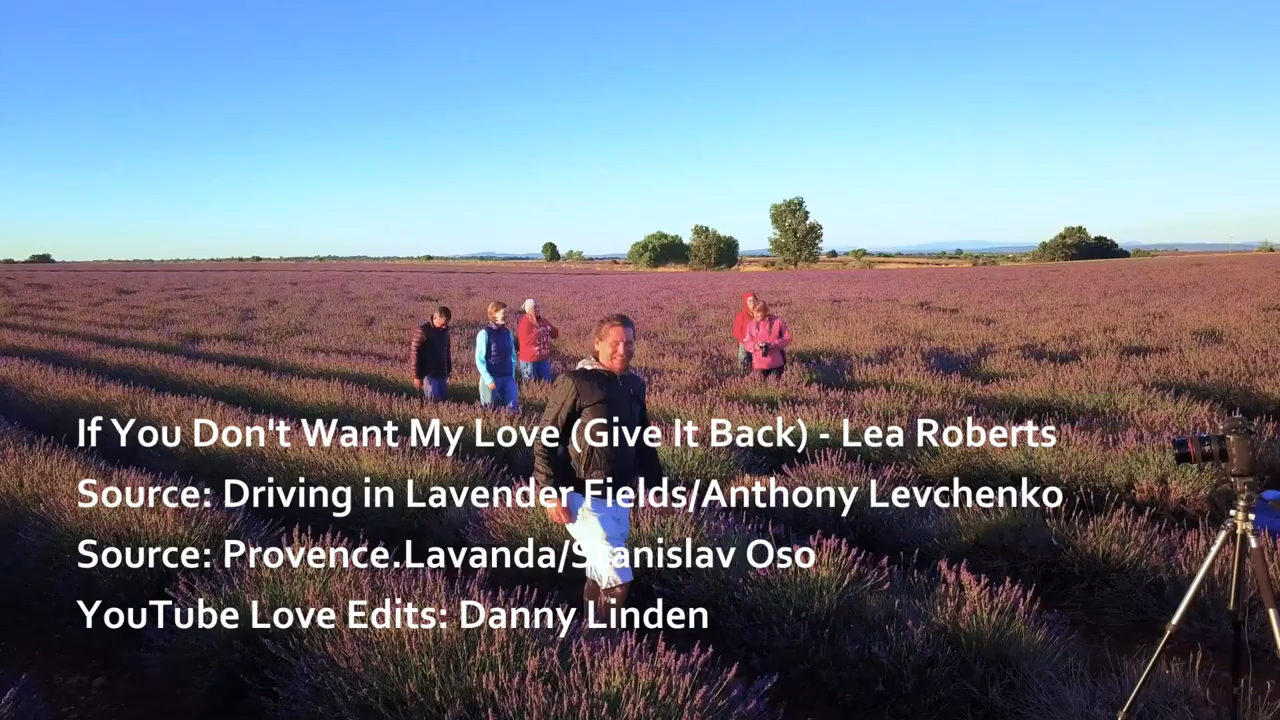 If You Don't Want My Love (Give It Back) - Lea Roberts
Source: Driving in Lavender Fields/Anthony Levchenko
Source: Provence.Lavanda/Stanislav Oso
YouTube Love Edits: Danny Linden